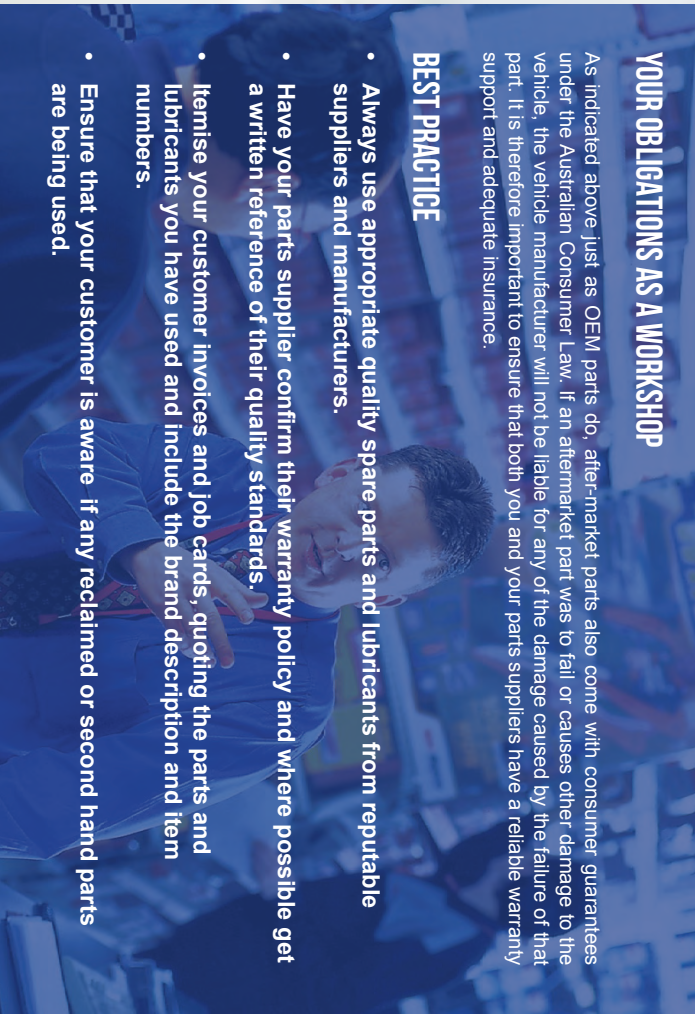 YOUR OBLIGATIONS AS A WORKSHOP
As indicated above just as OEM parts do, after-market parts also come with consumer guarantees
under the Australian Consumer Law. If an aftermarket part was to fail or causes other damage to the
vehicle, the vehicle manufacturer will not be liable for any of the damage caused by the failure of that
part. It is therefore important to ensure that both you and your parts suppliers have a reliable warranty
support and adequate insurance.
BEST PRACTICE
• Always use appropriate quality spare parts and lubricants from reputable
suppliers and manufacturers.
• Have your parts supplier confirm their warranty policy and where possible get
a written reference of their quality standards.
• Itemise your customer invoices and job cards, quoting the parts and
lubricants you have used and include the brand description and item
numbers.
• Ensure that your customer is aware if any reclaimed or second hand parts
are being used.